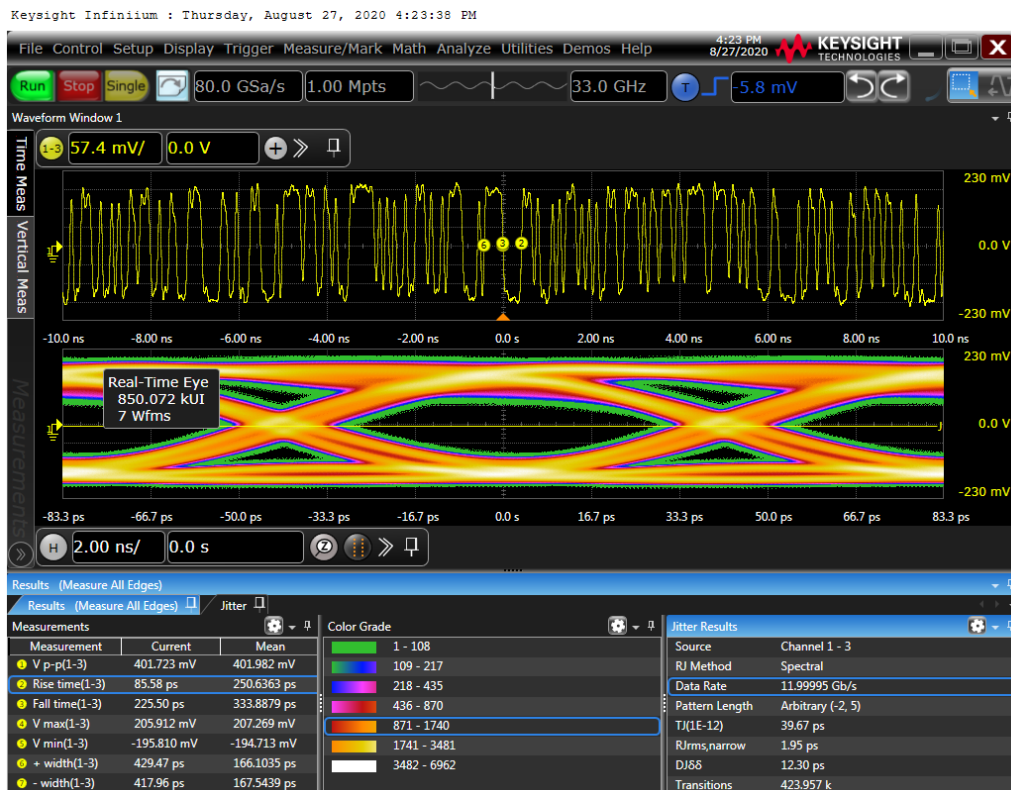 Keysight Infiniium : Thursday, August 27, 2020 4:23:38 PM
File Control Setup Display Trigger Measure/Mark Math Analyze Utilities Demos Help
4:23 PM
8/27/2020
KEYSIGHT
TECHNOLOGIES
X
Run Stop Single 80.0 GSa/s 1.00 Mpts 33.0 GHz T -5.8 mV
Waveform Window 1
Time Meas
Vertical Meas
Measurements
1-3 57.4 mV/ 0.0 V
230 mV
6 3 2
0.0 V
-230 mV
-10.0 ns -8.00 ns -6.00 ns -4.00 ns -2.00 ns 0.0 s 2.00 ns 4.00 ns 6.00 ns 8.00 ns 10.0 ns
230 mV
Real-Time Eye
850.072 kUI
7 Wfms
0.0 V
-230 mV
-83.3 ps -66.7 ps -50.0 ps -33.3 ps -16.7 ps 0.0 s 16.7 ps 33.3 ps 50.0 ps 66.7 ps 83.3 ps
H 2.00 ns/ 0.0 s
Results (Measure All Edges)
Results (Measure All Edges) Jitter
Measurements
Measurement Current Mean
1 V p-p(1-3) 401.723 mV 401.982 mV
2 Rise time(1-3) 85.58 ps 250.6363 ps
3 Fall time(1-3) 225.50 ps 333.8879 ps
4 V max(1-3) 205.912 mV 207.269 mV
5 V min(1-3) -195.810 mV -194.713 mV
6 + width(1-3) 429.47 ps 166.1035 ps
7 - width(1-3) 417.96 ps 167.5439 ps
Color Grade
1 - 108
109 - 217
218 - 435
436 - 870
871 - 1740
1741 - 3481
3482 - 6962
Jitter Results
Source Channel 1 - 3
RJ Method Spectral
Data Rate 11.99995 Gb/s
Pattern Length Arbitrary (-2, 5)
TJ(1E-12) 39.67 ps
RJrms,narrow 1.95 ps
DJδδ 12.30 ps
Transitions 423.957 k